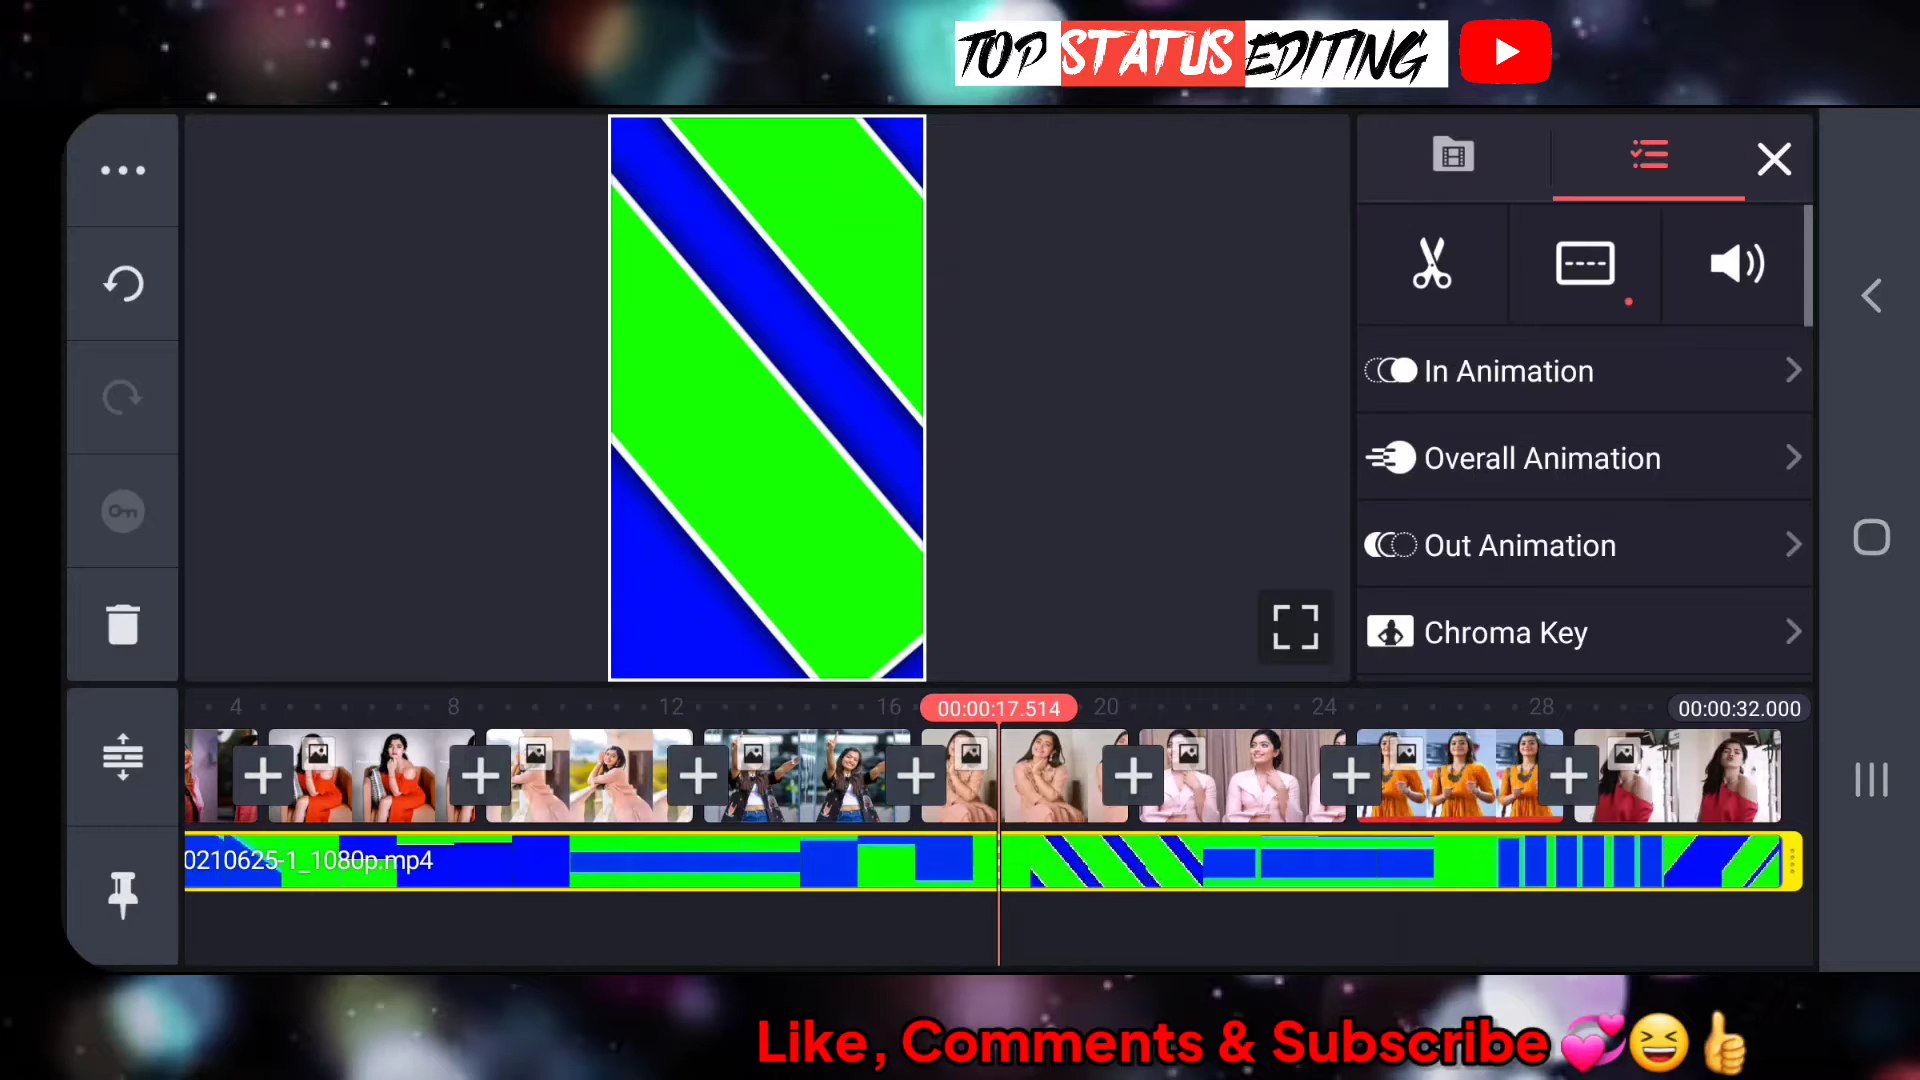 TOP STATUS EDITING
In Animation
Overall Animation
Out Animation
Chroma Key
4 8 12 16 00:00:17.514 20 24 28 00:00:32.000
0210625-1_1080p.mp4
Like, Comments & Subscribe 💞😆👍